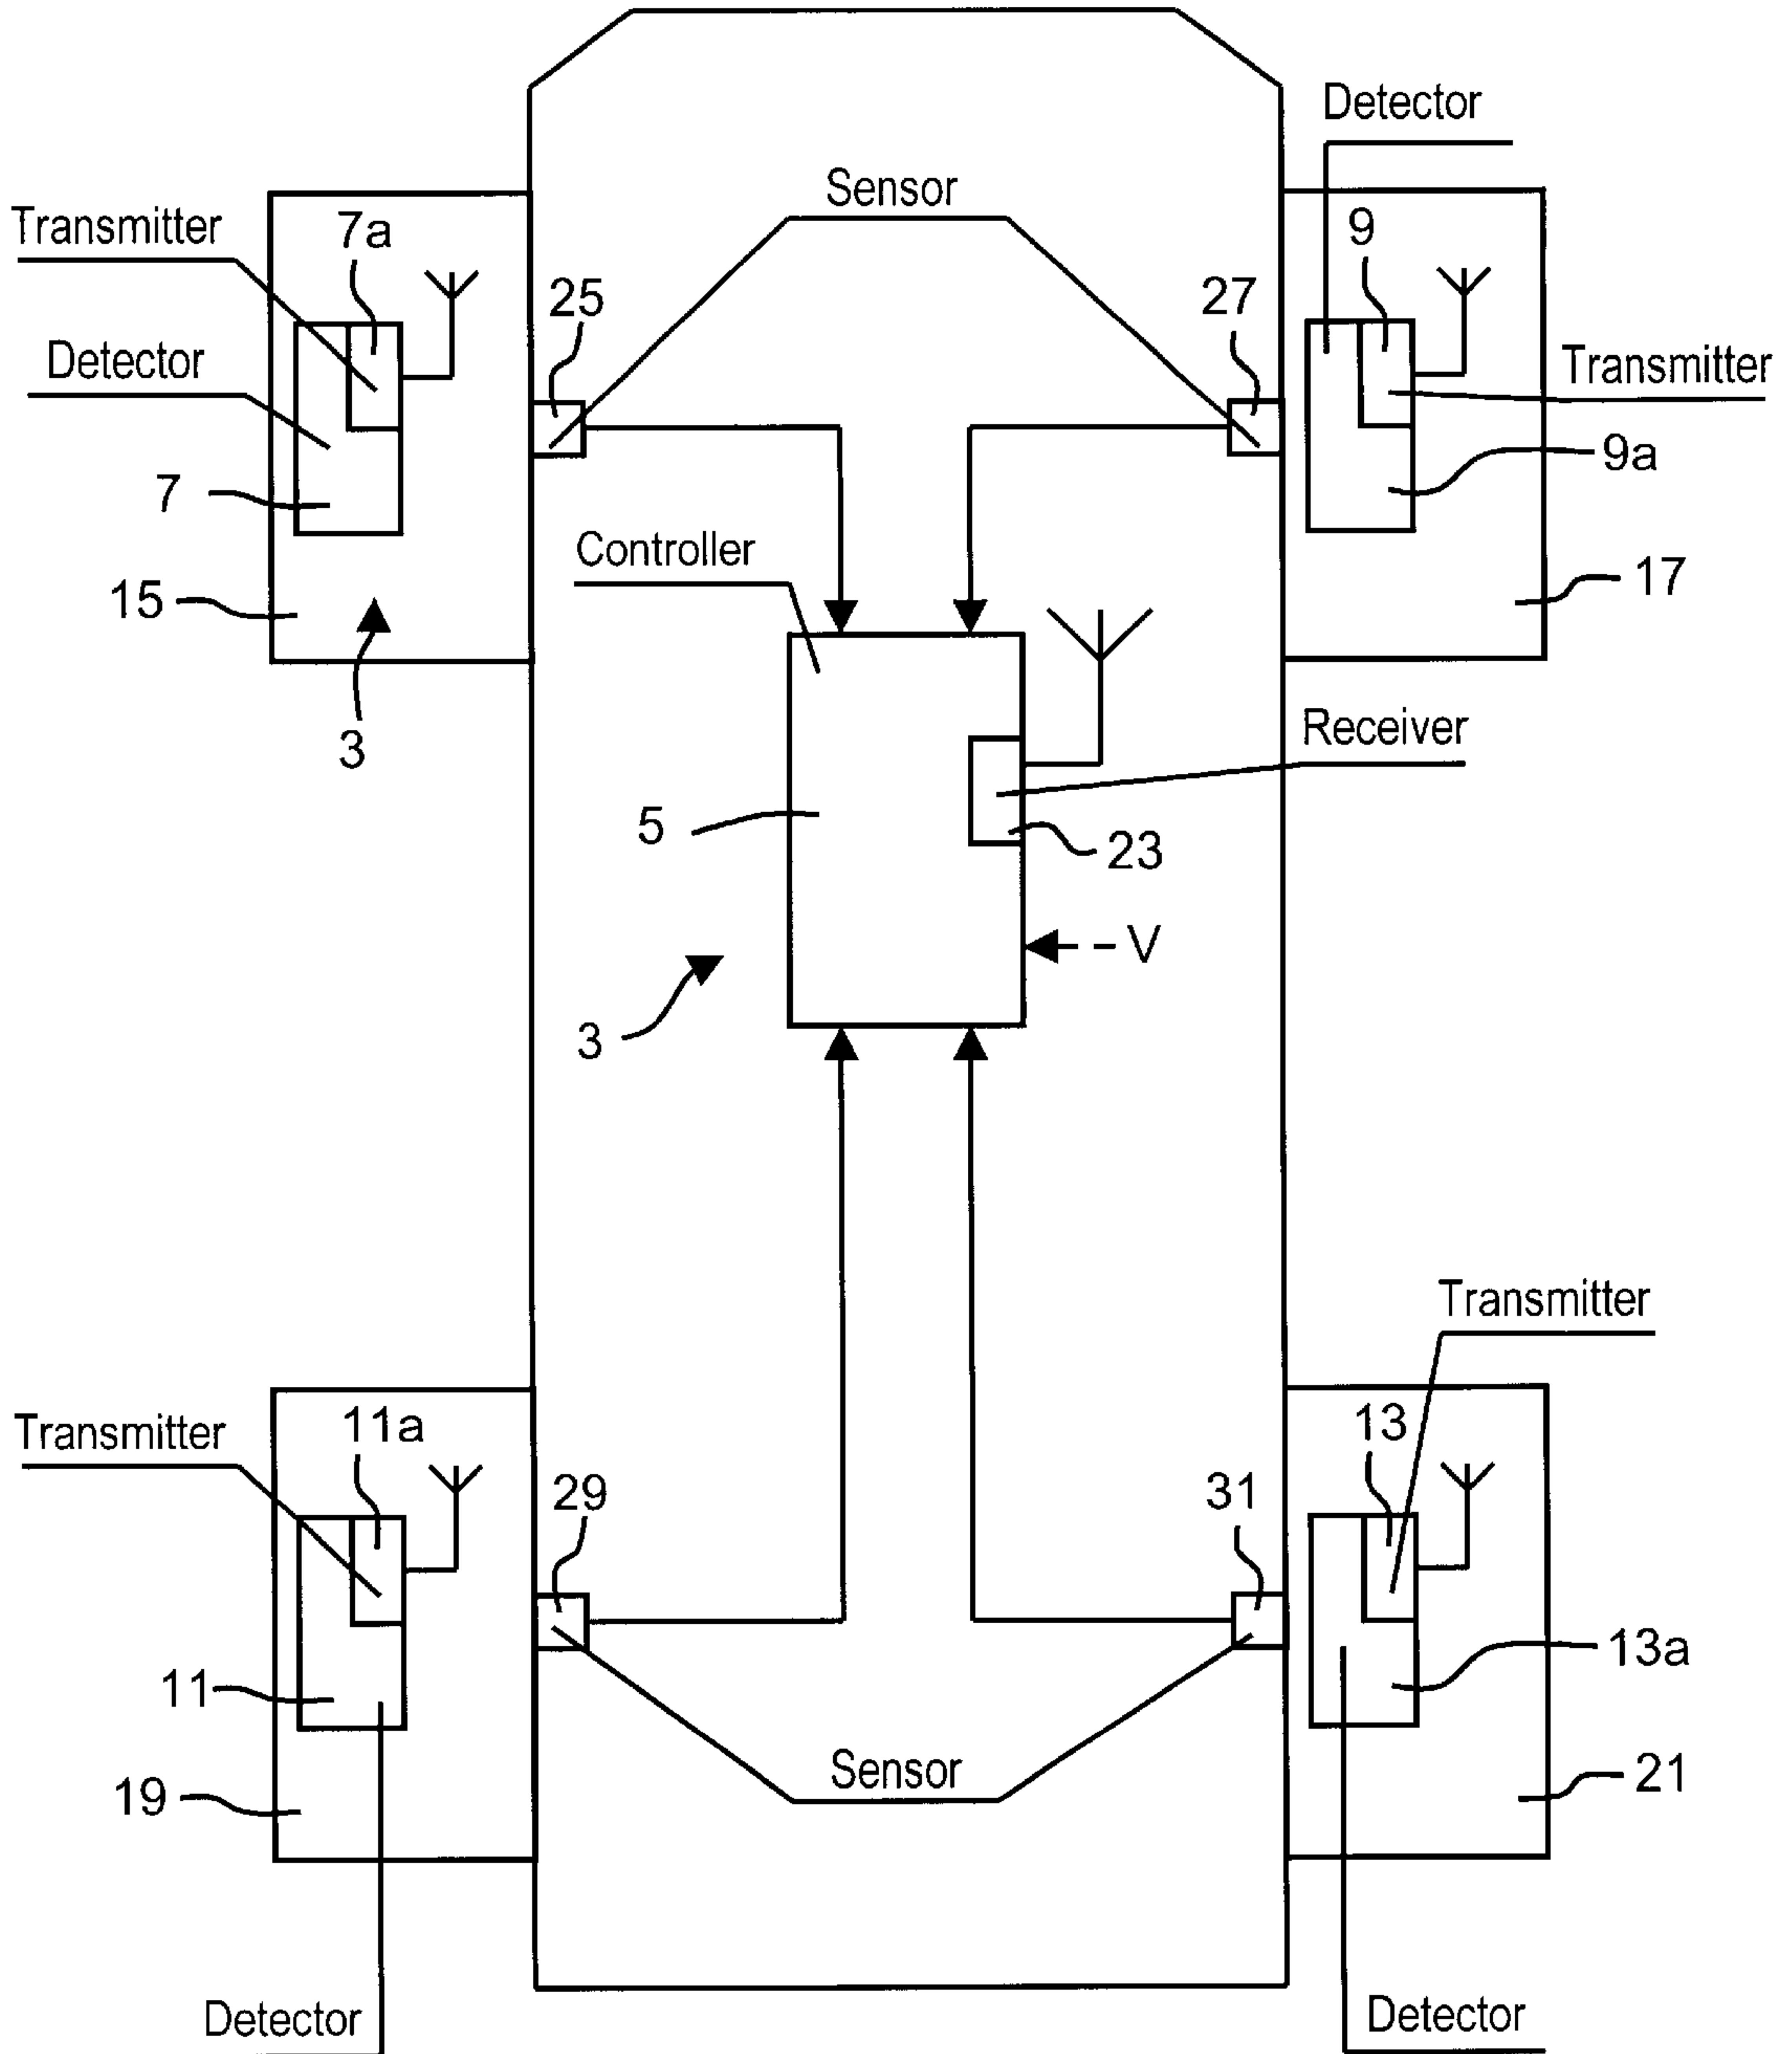 Detector
Sensor
Transmitter
7a
9
25
27
Detector
Transmitter
9a
7
Controller
15
17
3
Receiver
5
23
V
3
Transmitter
Transmitter
11a
13
29
31
13a
11
Sensor
19
21
Detector
Detector